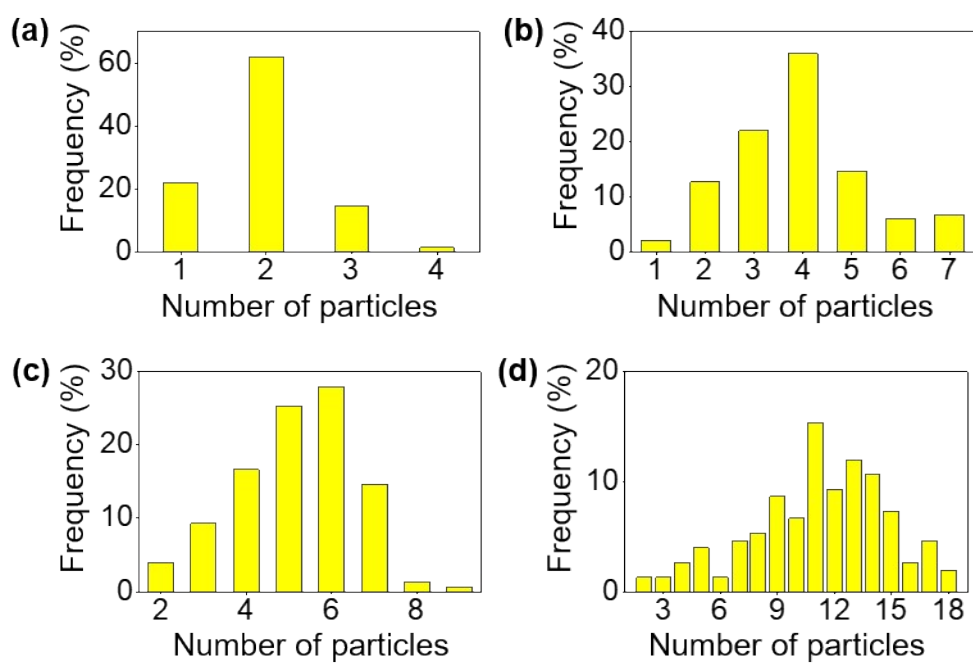 (a)
Frequency (%)
60
40
20
0
1 2 3 4
Number of particles
(b)
Frequency (%)
40
30
20
10
0
1 2 3 4 5 6 7
Number of particles
(c)
Frequency (%)
30
20
10
0
2 4 6 8
Number of particles
(d)
Frequency (%)
20
10
0
3 6 9 12 15 18
Number of particles